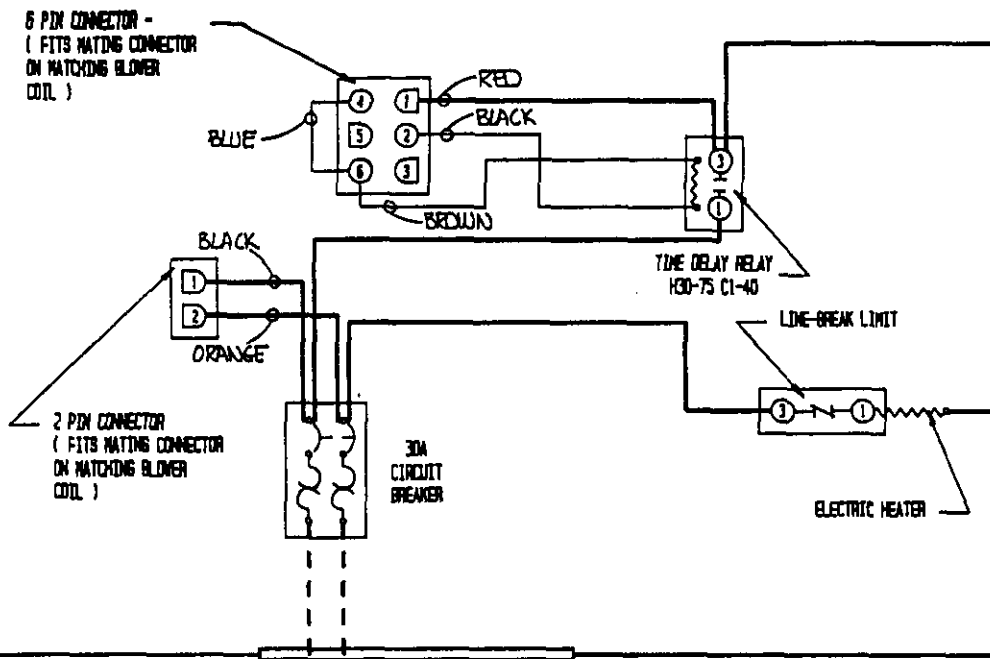 6 PIN CONNECTOR -
( FITS MATING CONNECTOR
ON MATCHING BLOWER
COIL )
RED
BLACK
BLUE
BROWN
4
1
5
2
6
3
3
1
TIME DELAY RELAY
H30-75 C1-40
BLACK
1
2
ORANGE
2 PIN CONNECTOR
( FITS MATING CONNECTOR
ON MATCHING BLOWER
COIL )
30A
CIRCUIT
BREAKER
LINE-BREAK LIMIT
3
1
ELECTRIC HEATER